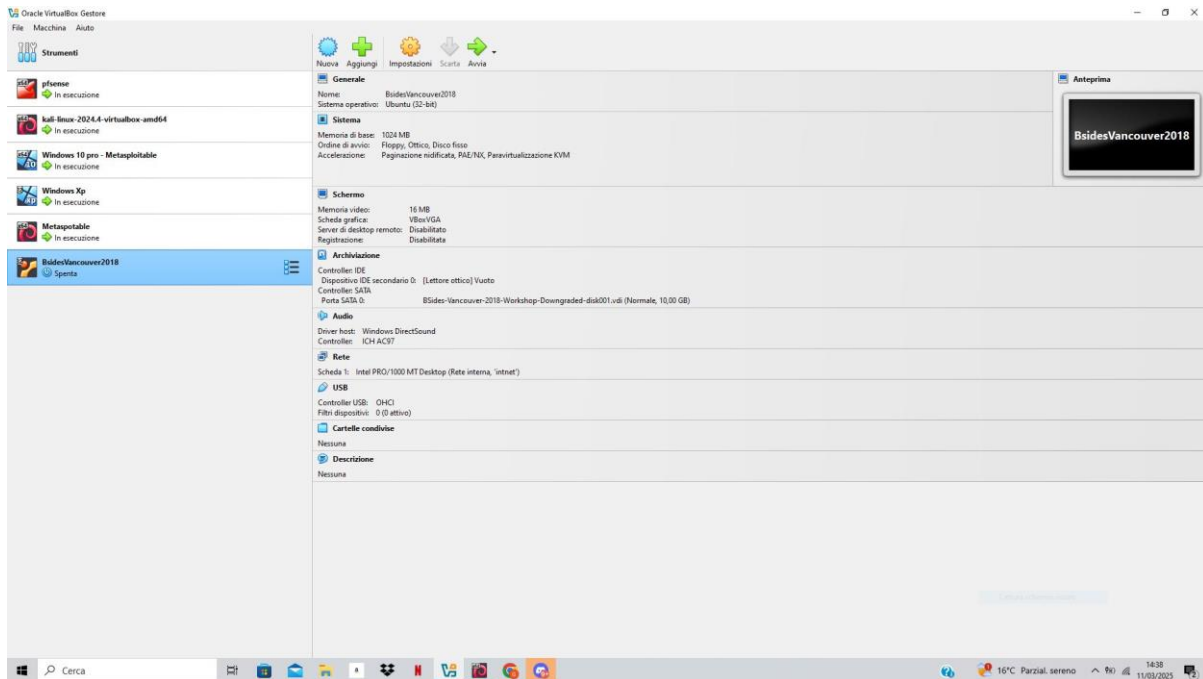 Oracle VirtualBox Gestore
File Macchina Aiuto
Strumenti
pfsense
In esecuzione
kali-linux-2024.4-virtualbox-amd64
In esecuzione
Windows 10 pro - Metasploitable
In esecuzione
Windows Xp
In esecuzione
Metaspotable
In esecuzione
BsidesVancouver2018
Spenta
Nuova Aggiungi Impostazioni Scarta Avvia
Generale
Nome: BsidesVancouver2018
Sistema operativo: Ubuntu (32-bit)
Sistema
Memoria di base: 1024 MB
Ordine di avvio: Floppy, Ottico, Disco fisso
Accelerazione: Paginazione nidificata, PAE/NX, Paravirtualizzazione KVM
Anteprima
BsidesVancouver2018
Schermo
Memoria video: 16 MB
Scheda grafica: VBoxVGA
Server di desktop remoto: Disabilitato
Registrazione: Disabilitata
Archiviazione
Controller: IDE
Dispositivo IDE secondario 0: [Lettore ottico] Vuoto
Controller: SATA
Porta SATA 0: BSides-Vancouver-2018-Workshop-Downgraded-disk001.vdi (Normale, 10,00 GB)
Audio
Driver host: Windows DirectSound
Controller: ICH AC97
Rete
Scheda 1: Intel PRO/1000 MT Desktop (Rete interna, 'intnet')
USB
Controller USB: OHCI
Filtri dispositivi: 0 (0 attivo)
Cartelle condivise
Nessuna
Descrizione
Nessuna
Cerca
16°C Parzial. sereno
14:38
11/03/2025